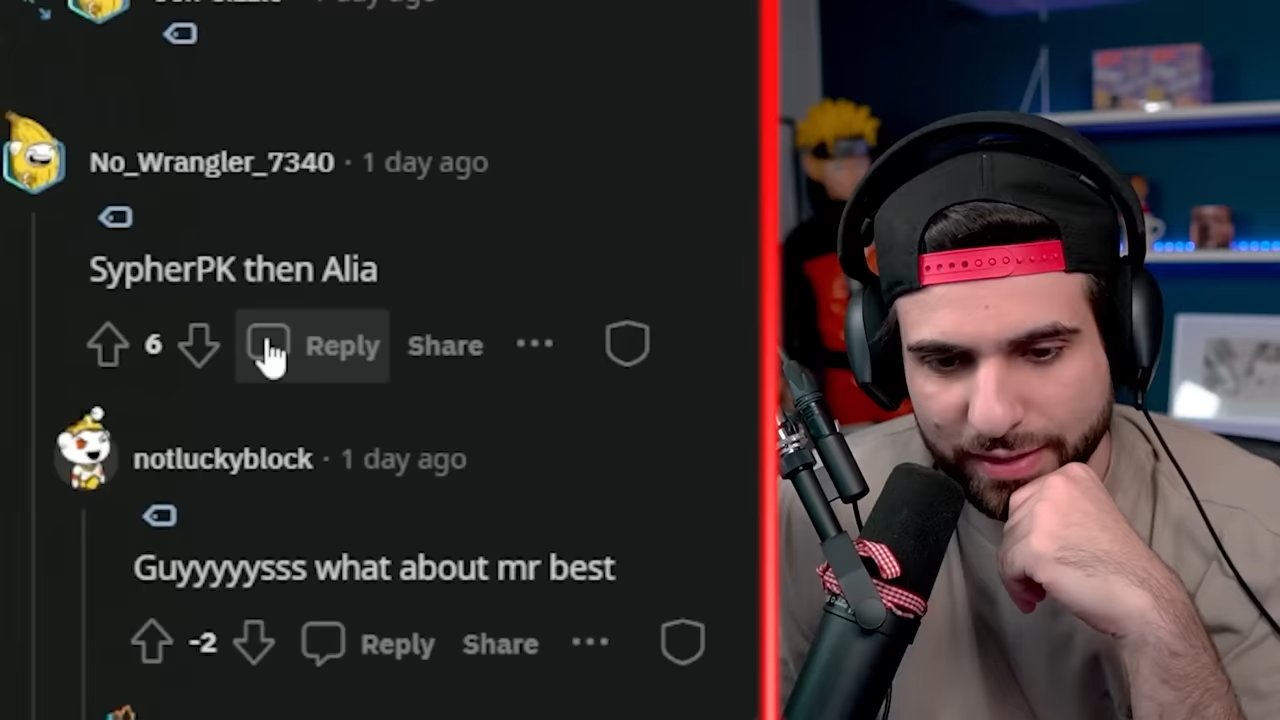 No_Wrangler_7340 · 1 day ago
SypherPK then Alia
6 Reply Share ...
notluckyblock · 1 day ago
Guyyyyysss what about mr best
-2 Reply Share ...